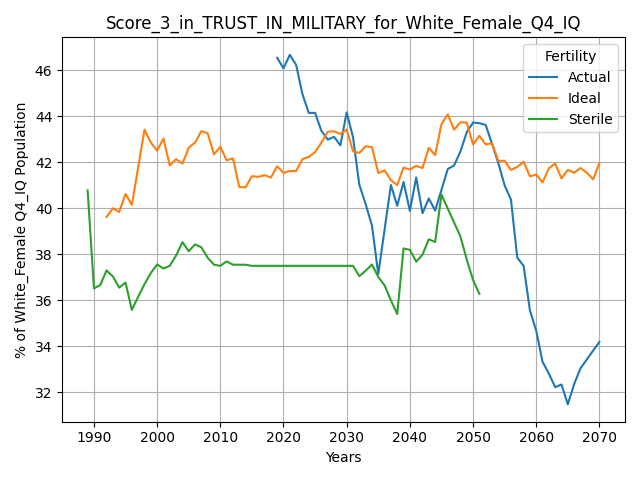 Score_3_in_TRUST_IN_MILITARY_for_White_Female_Q4_IQ
Fertility
Actual
Ideal
Sterile
% of White_Female Q4_IQ Population
46
44
42
40
38
36
34
32
1990
2000
2010
2020
2030
2040
2050
2060
2070
Years